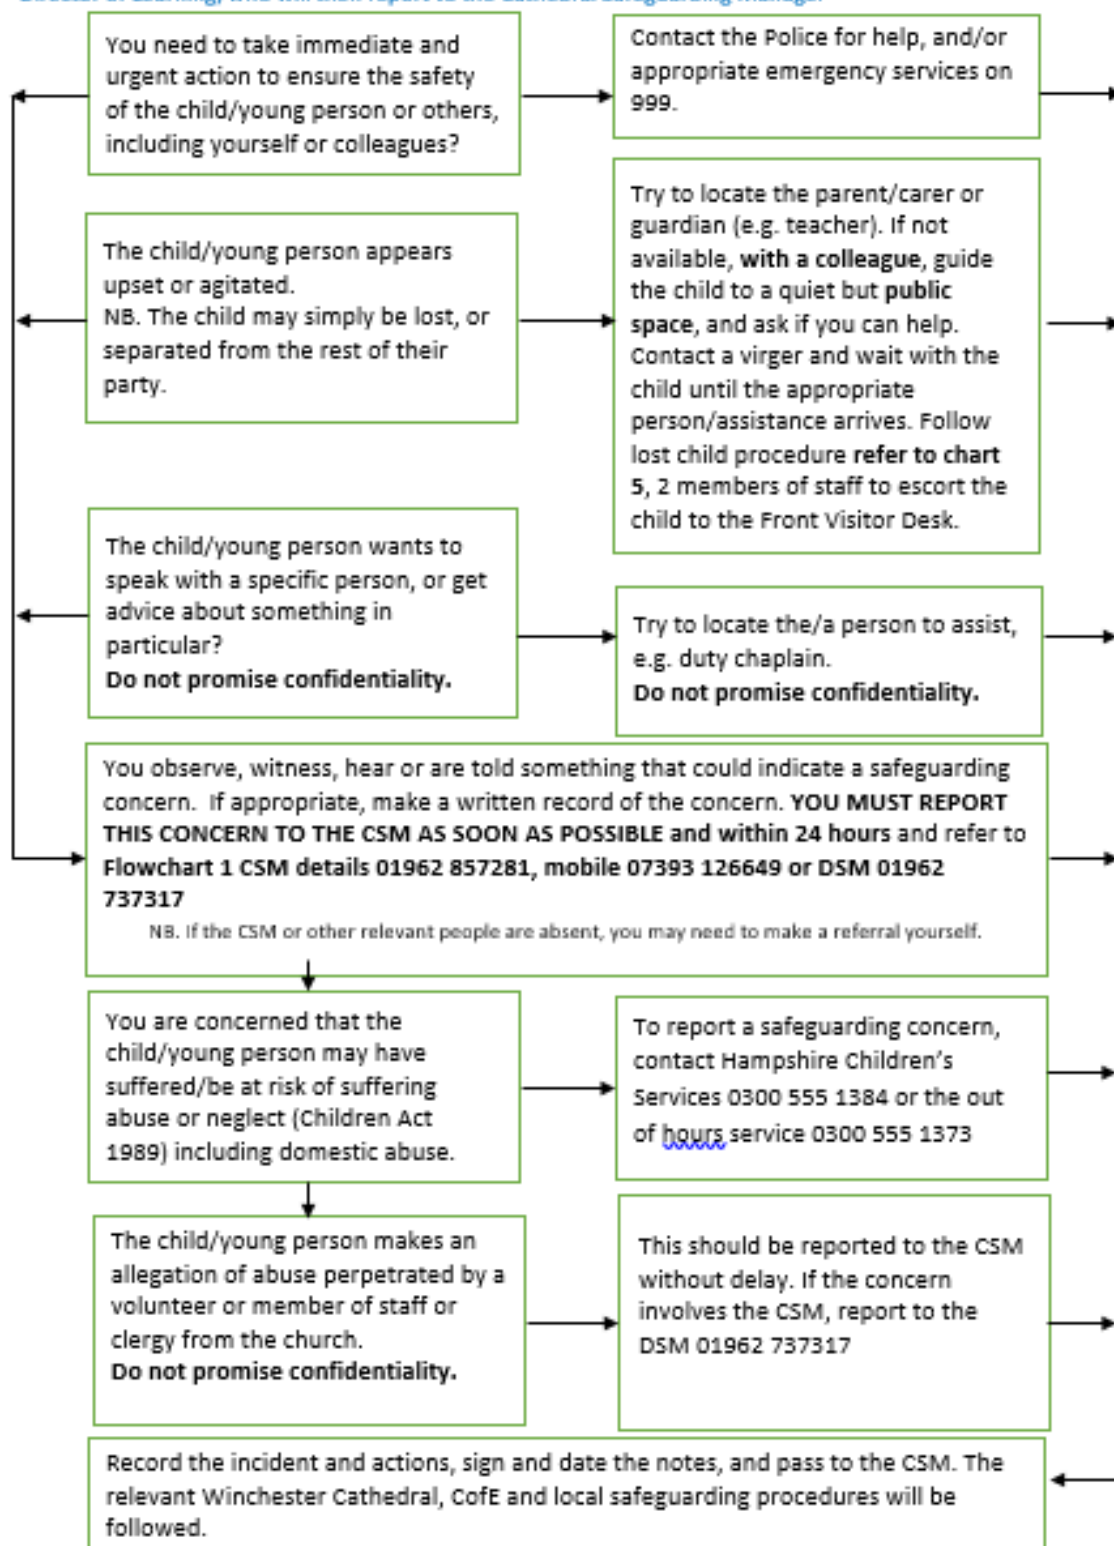 Director of Learning, who will then report to the Cathedral Safeguarding Manager
You need to take immediate and
urgent action to ensure the safety
of the child/young person or others,
including yourself or colleagues?
Contact the Police for help, and/or
appropriate emergency services on
999.
The child/young person appears
upset or agitated.
NB. The child may simply be lost, or
separated from the rest of their
party.
Try to locate the parent/carer or
guardian (e.g. teacher). If not
available, with a colleague, guide
the child to a quiet but public
space, and ask if you can help.
Contact a virger and wait with the
child until the appropriate
person/assistance arrives. Follow
lost child procedure refer to chart
5, 2 members of staff to escort the
child to the Front Visitor Desk.
The child/young person wants to
speak with a specific person, or get
advice about something in
particular?
Do not promise confidentiality.
Try to locate the/a person to assist,
e.g. duty chaplain.
Do not promise confidentiality.
You observe, witness, hear or are told something that could indicate a safeguarding
concern. If appropriate, make a written record of the concern. YOU MUST REPORT
THIS CONCERN TO THE CSM AS SOON AS POSSIBLE and within 24 hours and refer to
Flowchart 1 CSM details 01962 857281, mobile 07393 126649 or DSM 01962
737317
NB. If the CSM or other relevant people are absent, you may need to make a referral yourself.
You are concerned that the
child/young person may have
suffered/be at risk of suffering
abuse or neglect (Children Act
1989) including domestic abuse.
To report a safeguarding concern,
contact Hampshire Children's
Services 0300 555 1384 or the out
of hours service 0300 555 1373
The child/young person makes an
allegation of abuse perpetrated by a
volunteer or member of staff or
clergy from the church.
Do not promise confidentiality.
This should be reported to the CSM
without delay. If the concern
involves the CSM, report to the
DSM 01962 737317
Record the incident and actions, sign and date the notes, and pass to the CSM. The
relevant Winchester Cathedral, CofE and local safeguarding procedures will be
followed.